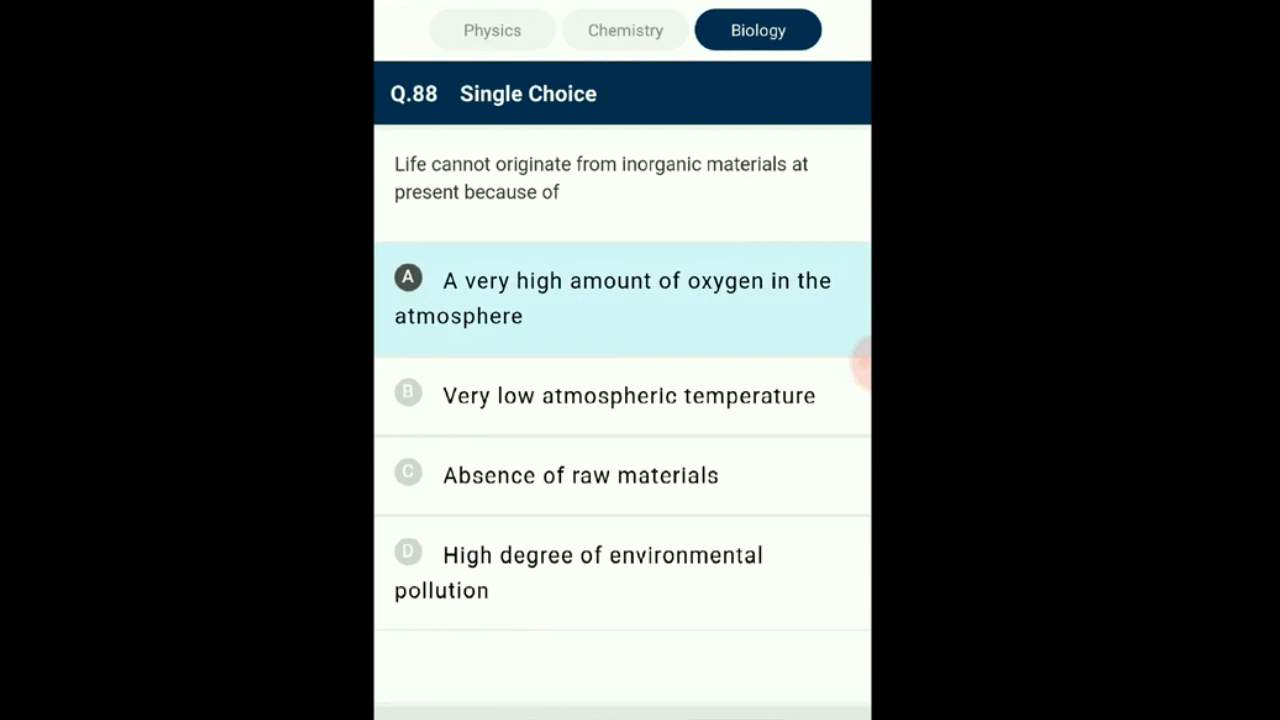 Physics Chemistry Biology
Q.88 Single Choice
Life cannot originate from inorganic materials at
present because of
A A very high amount of oxygen in the
atmosphere
B Very low atmospheric temperature
C Absence of raw materials
D High degree of environmental
pollution